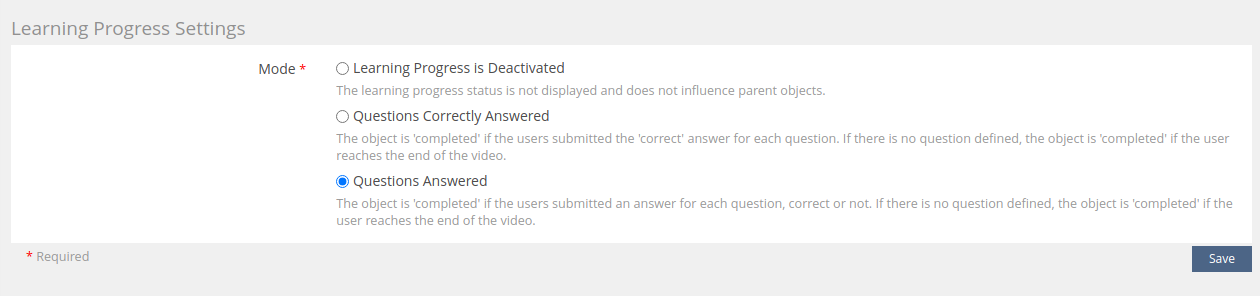 Learning Progress Settings
Mode *
Learning Progress is Deactivated
The learning progress status is not displayed and does not influence parent objects.
Questions Correctly Answered
The object is 'completed' if the users submitted the 'correct' answer for each question. If there is no question defined, the object is 'completed' if the user
reaches the end of the video.
Questions Answered
The object is 'completed' if the users submitted an answer for each question, correct or not. If there is no question defined, the object is 'completed' if the
user reaches the end of the video.
* Required
Save